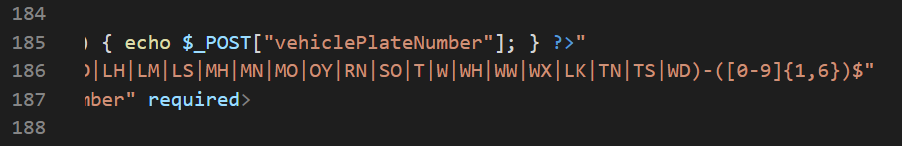 184
185 ) { echo $_POST["vehiclePlateNumber"]; } ?>"
186 |LH|LM|LS|MH|MN|MO|OY|RN|SO|T|W|WH|WW|WX|LK|TN|TS|WD)-([0-9]{1,6})$"
187 mber" required>
188